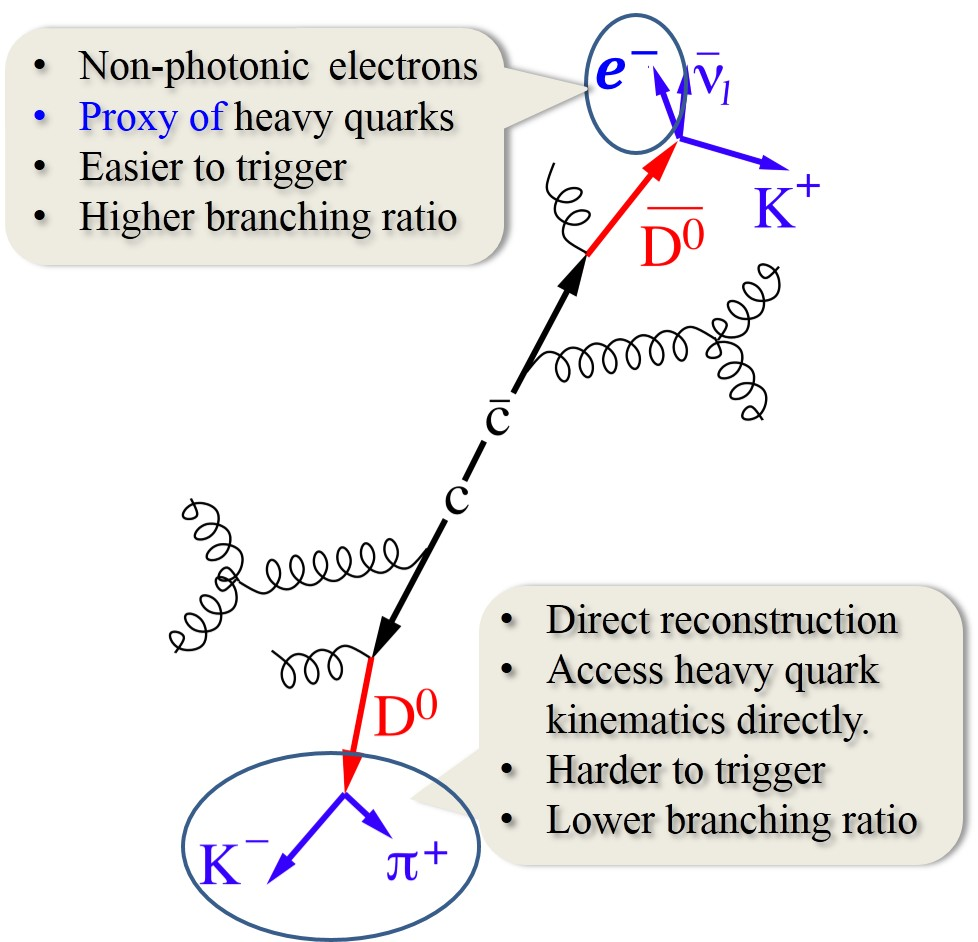 • Non-photonic electrons
• Proxy of heavy quarks
• Easier to trigger
• Higher branching ratio
e⁻
ν̄ₗ
K⁺
D̅⁰
c̄
c
D⁰
K⁻
π⁺
• Direct reconstruction
• Access heavy quark
kinematics directly.
• Harder to trigger
• Lower branching ratio